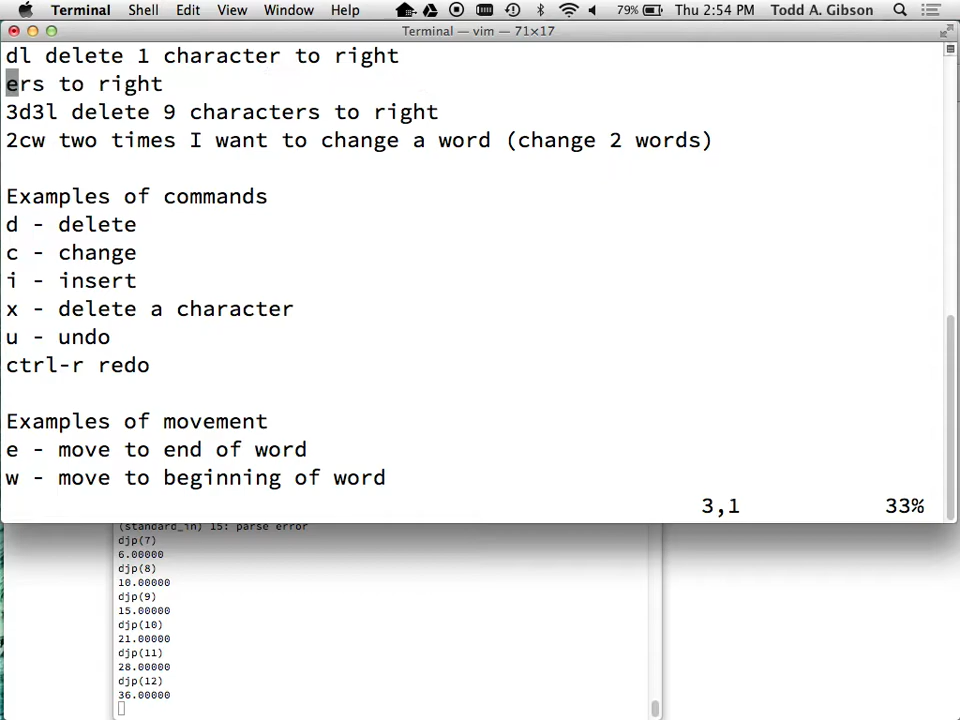 Terminal Shell Edit View Window Help 79% Thu 2:54 PM Todd A. Gibson
Terminal — vim — 71×17
dl delete 1 character to right
ers to right
3d3l delete 9 characters to right
2cw two times I want to change a word (change 2 words)
Examples of commands
d - delete
c - change
i - insert
x - delete a character
u - undo
ctrl-r redo
Examples of movement
e - move to end of word
w - move to beginning of word
3,1 33%
(standard_in) 15: parse error
djp(7)
6.00000
djp(8)
10.00000
djp(9)
15.00000
djp(10)
21.00000
djp(11)
28.00000
djp(12)
36.00000